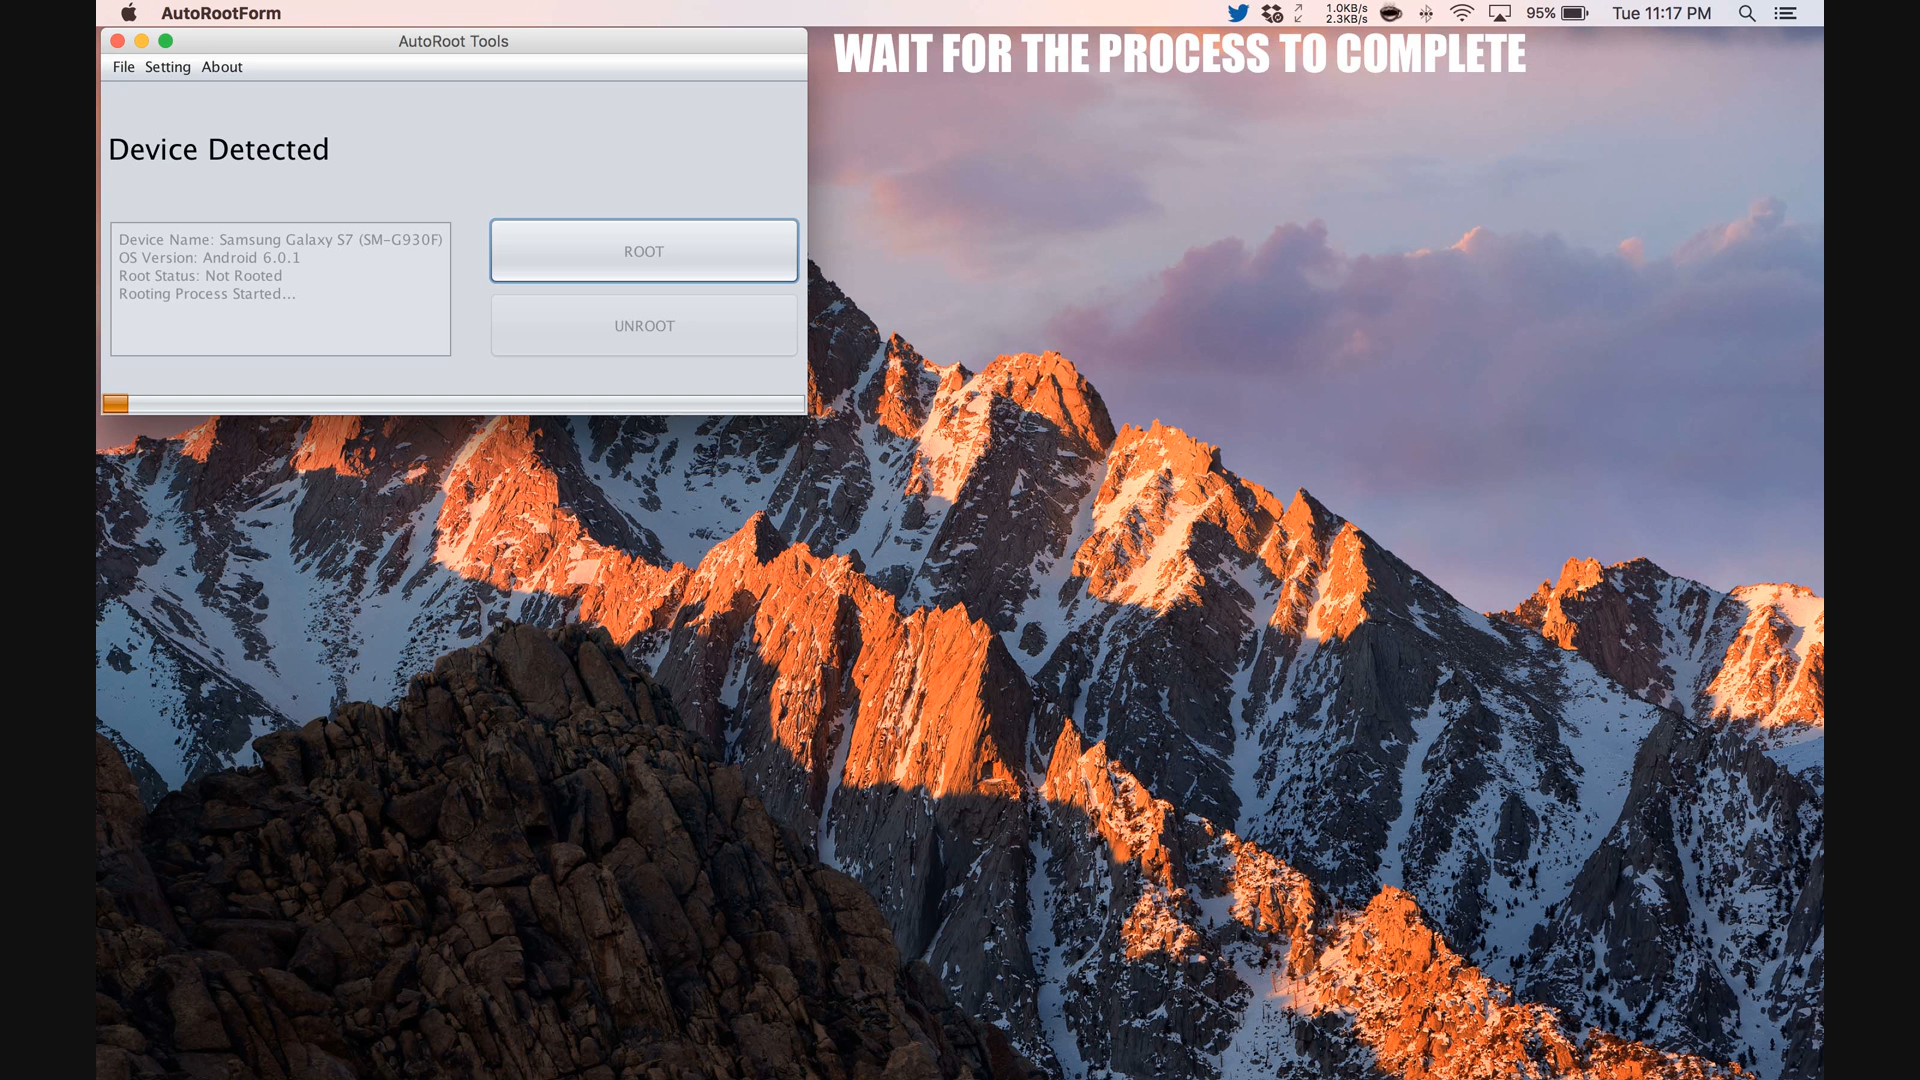 AutoRootForm
1.0KB/s
2.3KB/s
95%
Tue 11:17 PM
AutoRoot Tools
WAIT FOR THE PROCESS TO COMPLETE
File Setting About
Device Detected
Device Name: Samsung Galaxy S7 (SM-G930F)
OS Version: Android 6.0.1
Root Status: Not Rooted
Rooting Process Started...
ROOT
UNROOT